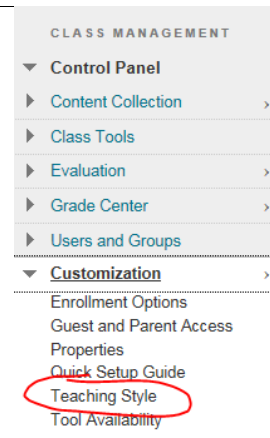 CLASS MANAGEMENT
Control Panel
Content Collection
Class Tools
Evaluation
Grade Center
Users and Groups
Customization
Enrollment Options
Guest and Parent Access
Properties
Quick Setup Guide
Teaching Style
Tool Availability